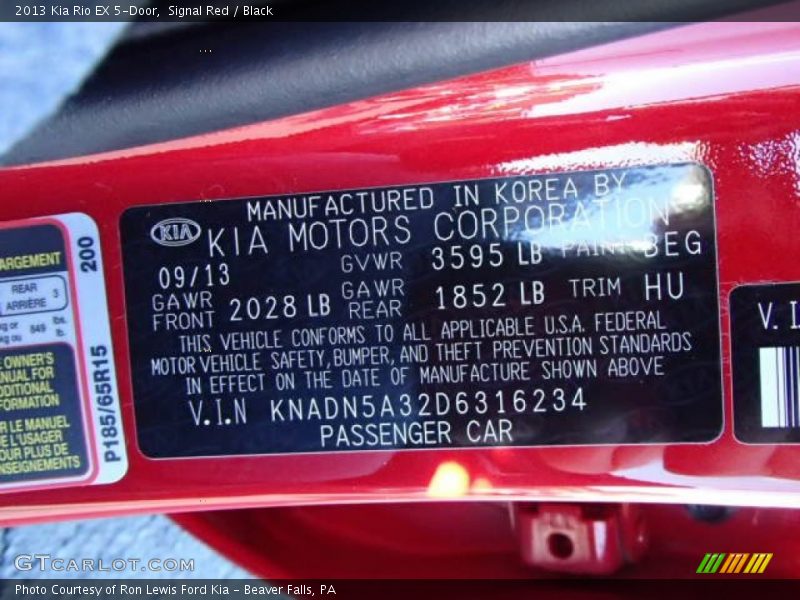 2013 Kia Rio EX 5-Door, Signal Red / Black
MANUFACTURED IN KOREA BY
KIA KIA MOTORS CORPORATION
09/13 GVWR 3595 LB PAINT BEG
GAWR FRONT 2028 LB GAWR REAR 1852 LB TRIM HU
THIS VEHICLE CONFORMS TO ALL APPLICABLE U.S.A. FEDERAL
MOTOR VEHICLE SAFETY, BUMPER, AND THEFT PREVENTION STANDARDS
IN EFFECT ON THE DATE OF MANUFACTURE SHOWN ABOVE
V.I.N KNADN5A32D6316234
PASSENGER CAR
REAR 3
ARRIÈRE
849 lbs.
P185/65R15
200
V.I.
GTCARLOT.COM
Photo Courtesy of Ron Lewis Ford Kia - Beaver Falls, PA